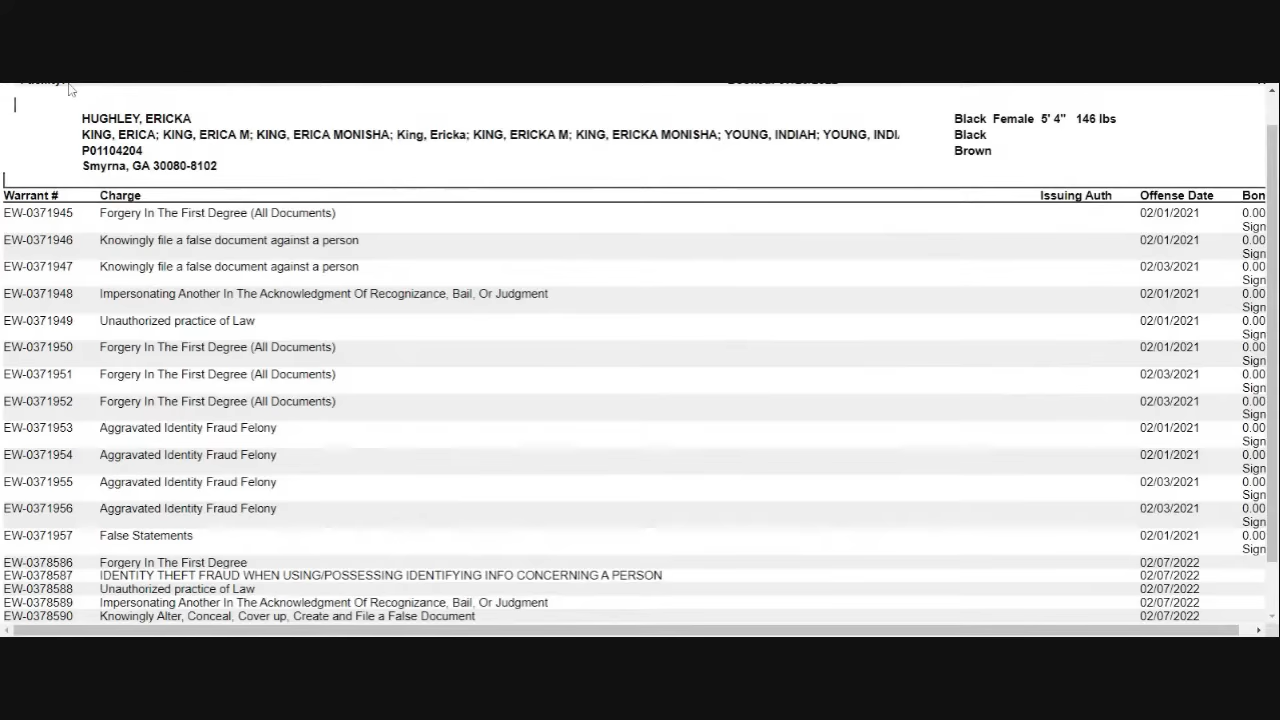 HUGHLEY, ERICKA Black Female 5' 4" 146 lbs
KING, ERICA; KING, ERICA M; KING, ERICA MONISHA; King, Ericka; KING, ERICKA M; KING, ERICKA MONISHA; YOUNG, INDIAH; YOUNG, INDI Black
P01104204 Brown
Smyrna, GA 30080-8102
Warrant # Charge Issuing Auth Offense Date Bon
EW-0371945 Forgery In The First Degree (All Documents) 02/01/2021 0.00
Sign
EW-0371946 Knowingly file a false document against a person 02/01/2021 0.00
Sign
EW-0371947 Knowingly file a false document against a person 02/03/2021 0.00
Sign
EW-0371948 Impersonating Another In The Acknowledgment Of Recognizance, Bail, Or Judgment 02/01/2021 0.00
Sign
EW-0371949 Unauthorized practice of Law 02/01/2021 0.00
Sign
EW-0371950 Forgery In The First Degree (All Documents) 02/01/2021 0.00
Sign
EW-0371951 Forgery In The First Degree (All Documents) 02/03/2021 0.00
Sign
EW-0371952 Forgery In The First Degree (All Documents) 02/03/2021 0.00
Sign
EW-0371953 Aggravated Identity Fraud Felony 02/01/2021 0.00
Sign
EW-0371954 Aggravated Identity Fraud Felony 02/01/2021 0.00
Sign
EW-0371955 Aggravated Identity Fraud Felony 02/03/2021 0.00
Sign
EW-0371956 Aggravated Identity Fraud Felony 02/03/2021 0.00
Sign
EW-0371957 False Statements 02/01/2021 0.00
Sign
EW-0378586 Forgery In The First Degree 02/07/2022
EW-0378587 IDENTITY THEFT FRAUD WHEN USING/POSSESSING IDENTIFYING INFO CONCERNING A PERSON 02/07/2022
EW-0378588 Unauthorized practice of Law 02/07/2022
EW-0378589 Impersonating Another In The Acknowledgment Of Recognizance, Bail, Or Judgment 02/07/2022
EW-0378590 Knowingly Alter, Conceal, Cover up, Create and File a False Document 02/07/2022